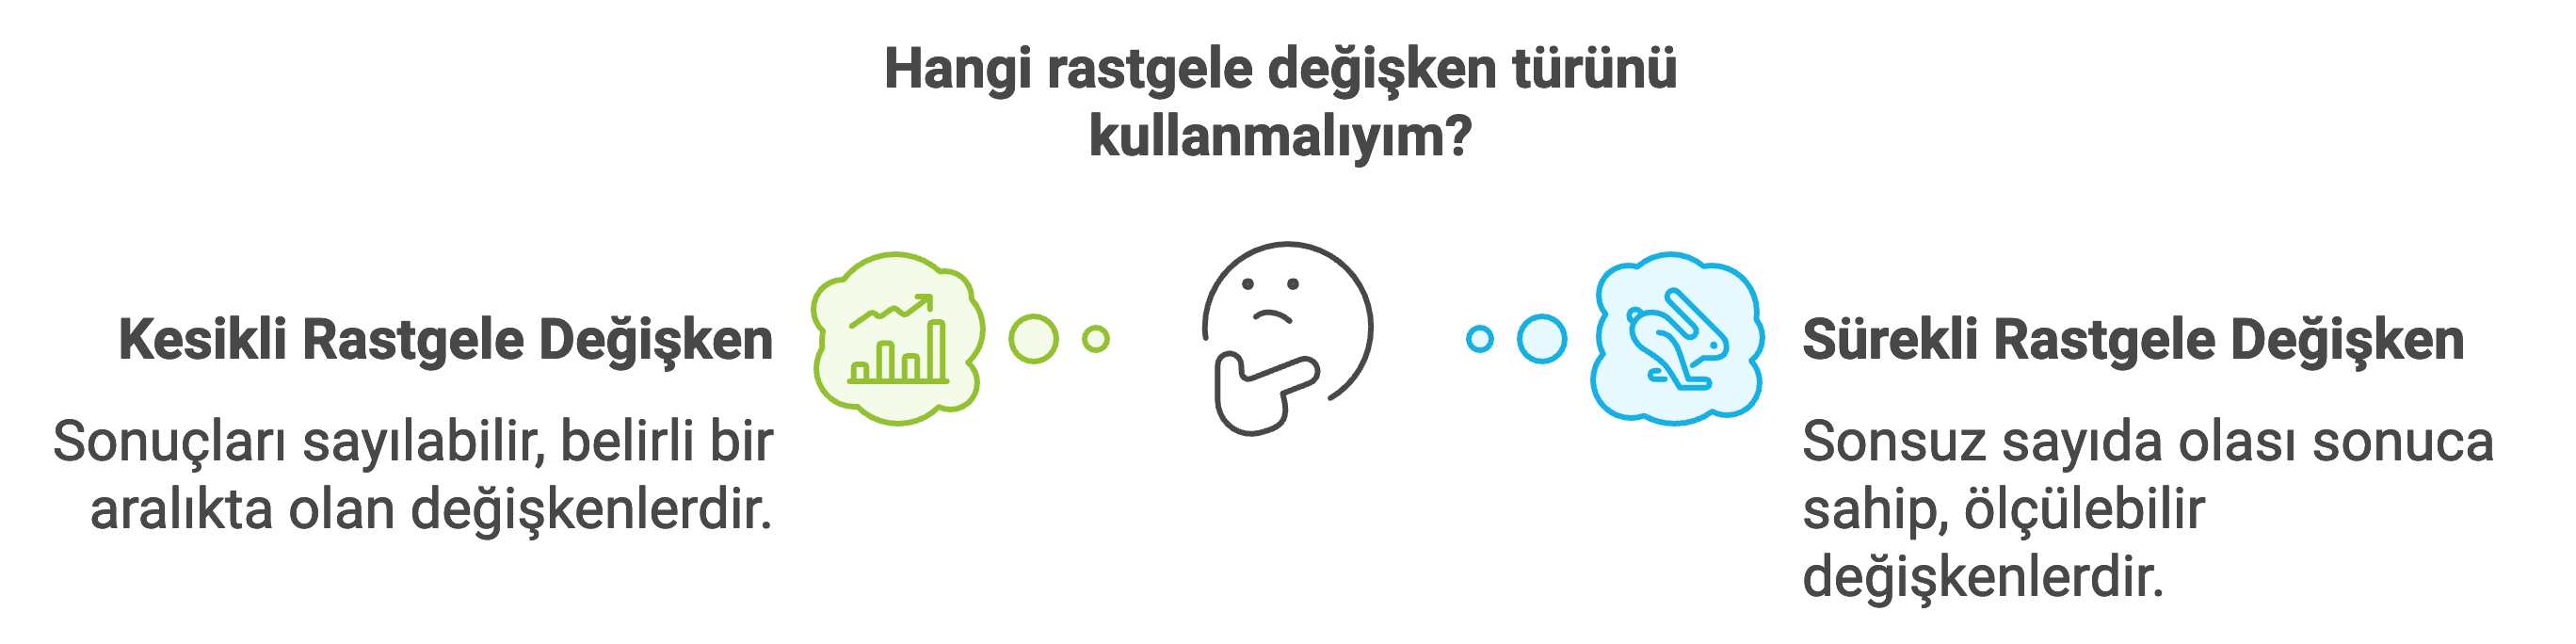 Hangi rastgele değişken türünü
kullanmalıyım?
Kesikli Rastgele Değişken
Sonuçları sayılabilir, belirli bir
aralıkta olan değişkenlerdir.
Sürekli Rastgele Değişken
Sonsuz sayıda olası sonuca
sahip, ölçülebilir
değişkenlerdir.